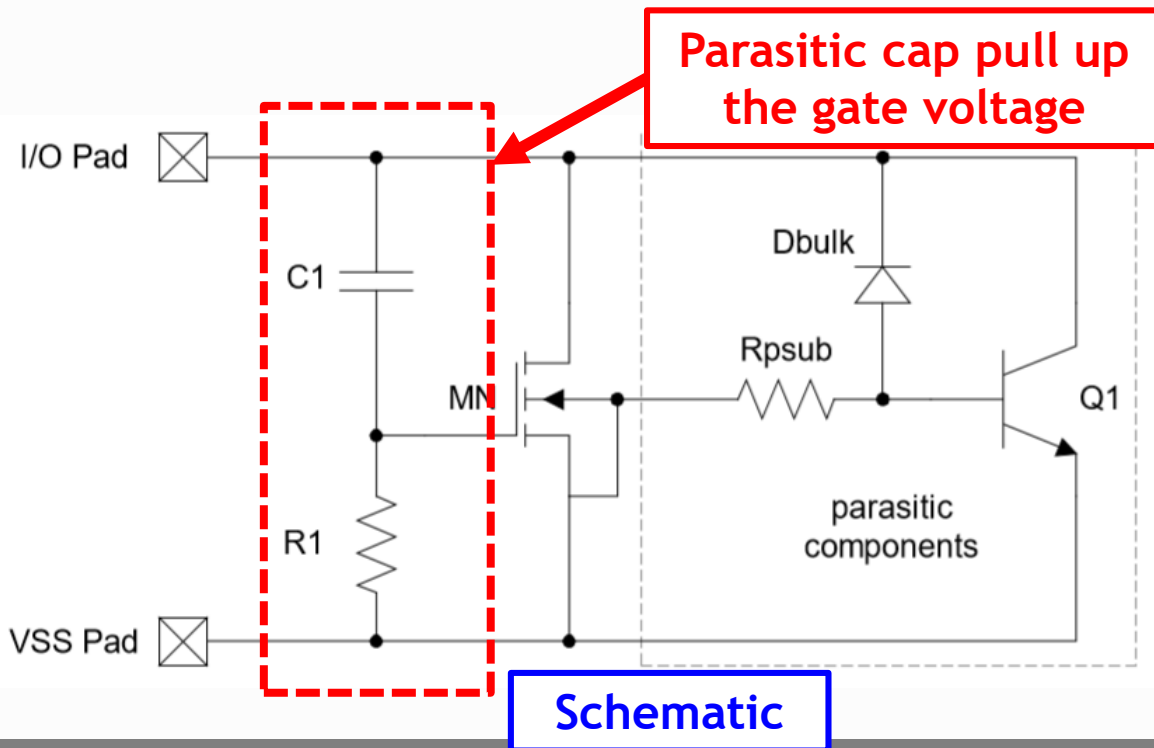 Parasitic cap pull up
the gate voltage
I/O Pad
Dbulk
C1
Rpsub
MN
Q1
parasitic
components
R1
VSS Pad
Schematic